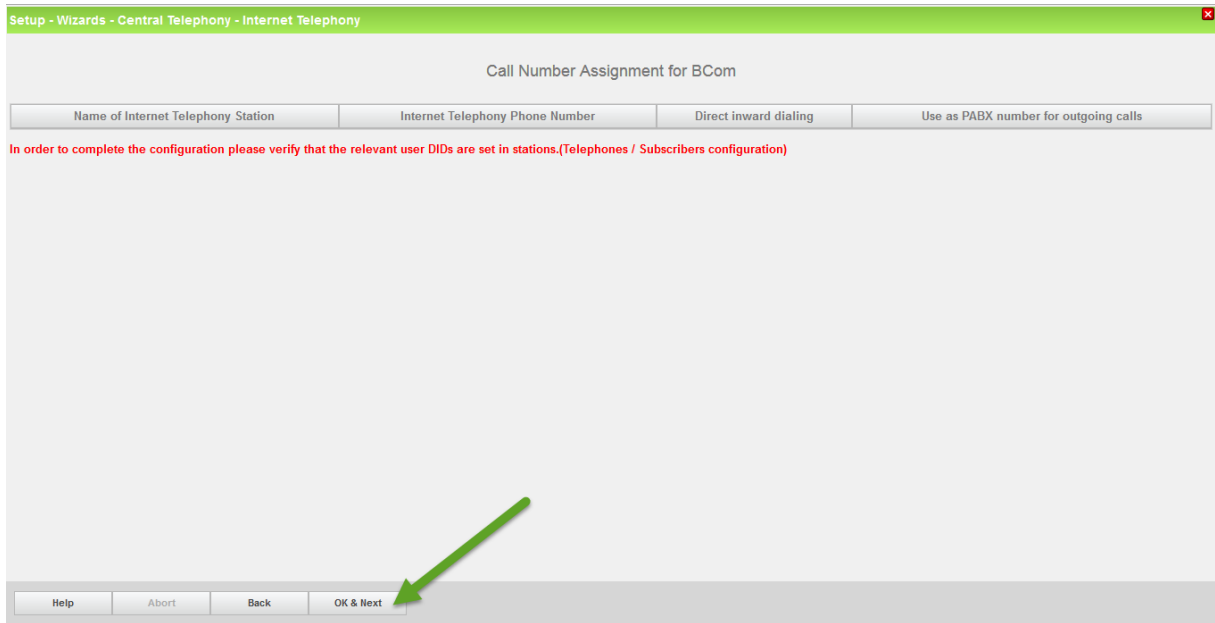 Setup - Wizards - Central Telephony - Internet Telephony
Call Number Assignment for BCom
Name of Internet Telephony Station Internet Telephony Phone Number Direct inward dialing Use as PABX number for outgoing calls
In order to complete the configuration please verify that the relevant user DIDs are set in stations.(Telephones / Subscribers configuration)
Help Abort Back OK & Next